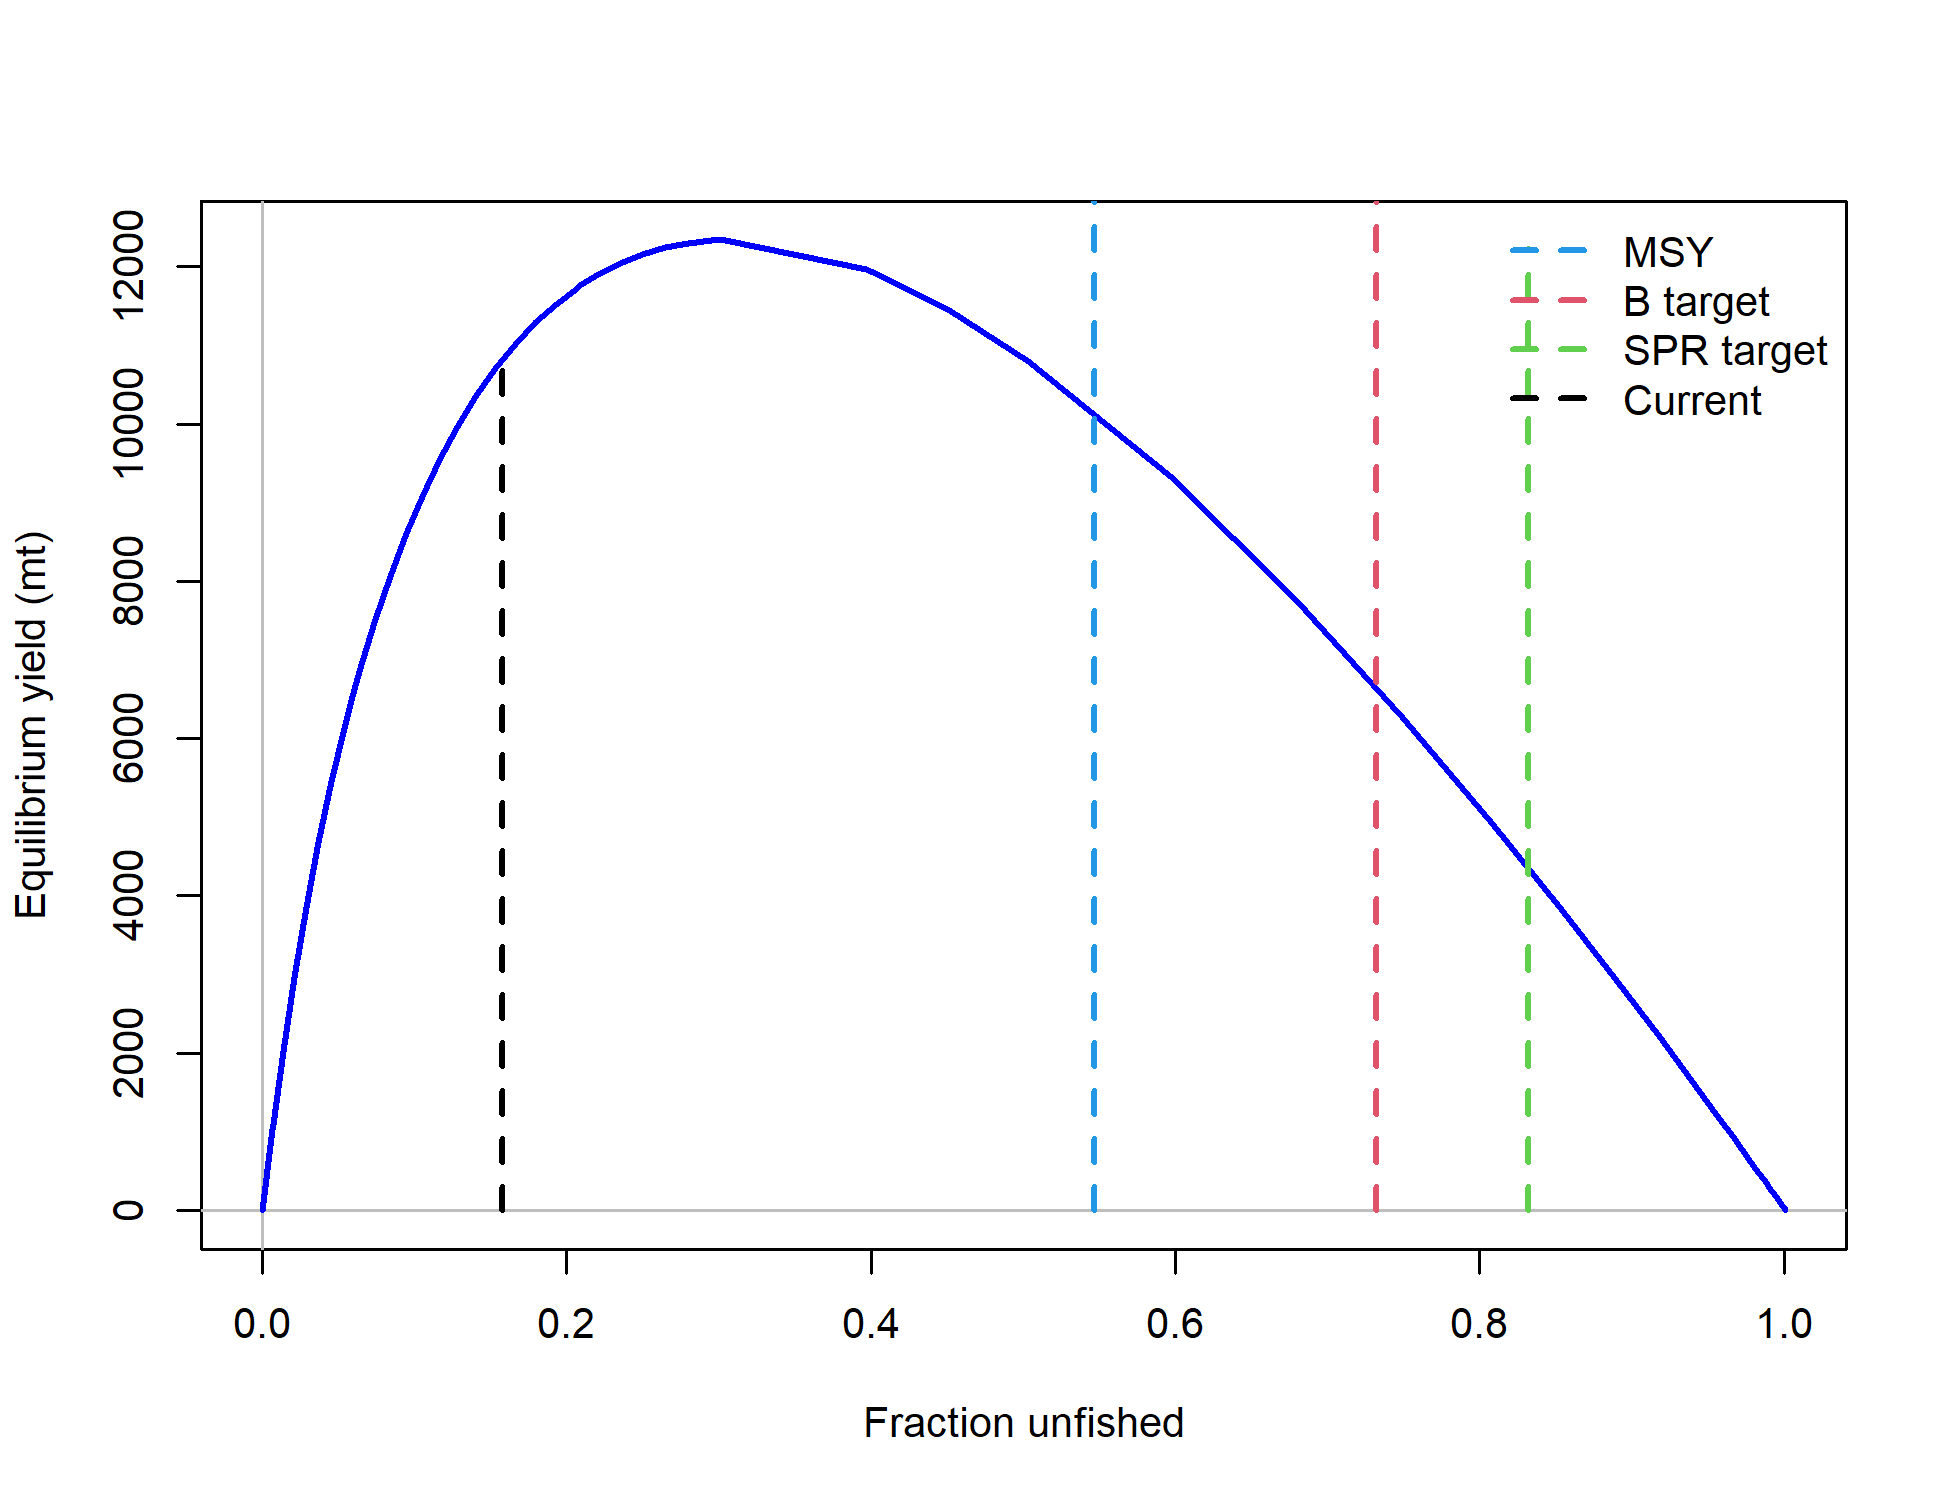 MSY
B target
SPR target
Current
Equilibrium yield (mt)
12000
10000
8000
6000
4000
2000
0
0.0 0.2 0.4 0.6 0.8 1.0
Fraction unfished